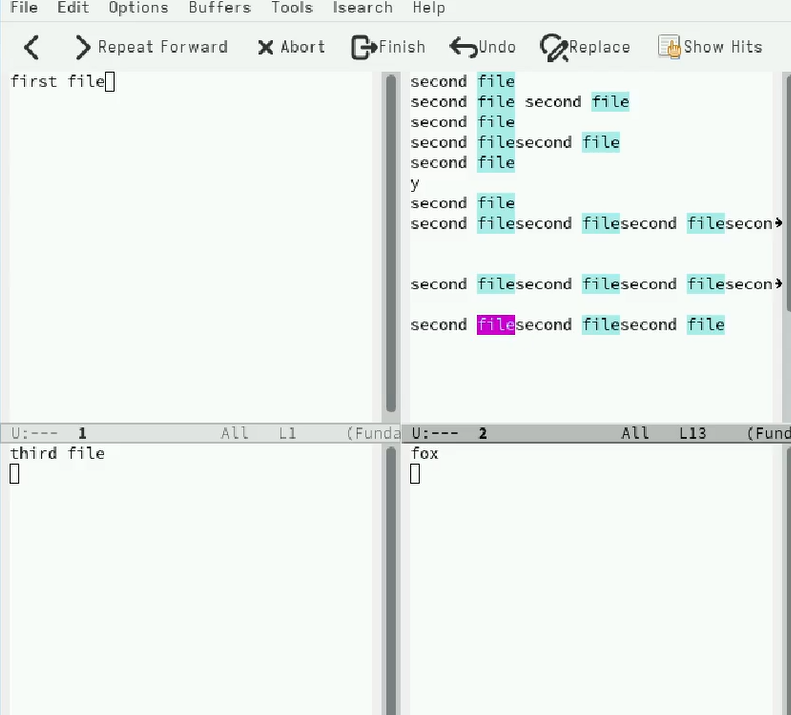 File Edit Options Buffers Tools Isearch Help
Repeat Forward Abort Finish Undo Replace Show Hits
first file
U:--- 1 All L1 (Funda
second file
second file second file
second file
second filesecond file
second file
y
second file
second filesecond filesecond filesecon
second filesecond filesecond filesecon
second filesecond filesecond file
U:--- 2 All L13 (Fund
third file
fox